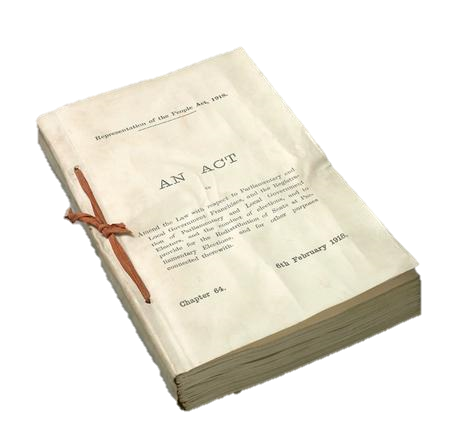 Representation of the People Act, 1918.
AN ACT
TO
Amend the Law with respect to Parliamentary and
Local Government Franchises, and the Registra-
tion of Parliamentary and Local Government
Electors, and the conduct of elections, and to
provide for the Redistribution of Seats at Par-
liamentary Elections, and for other purposes
connected therewith.
6th February 1918.
Chapter 64.